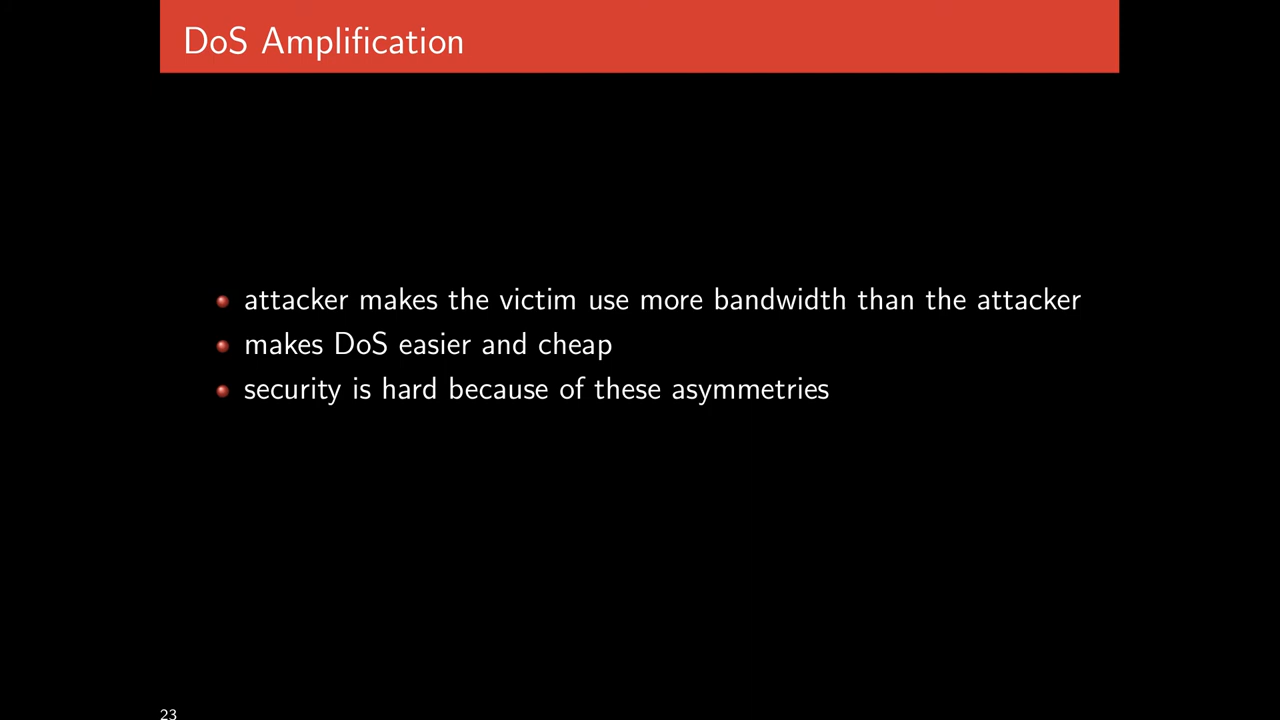 DoS Amplification
attacker makes the victim use more bandwidth than the attacker
makes DoS easier and cheap
security is hard because of these asymmetries
23